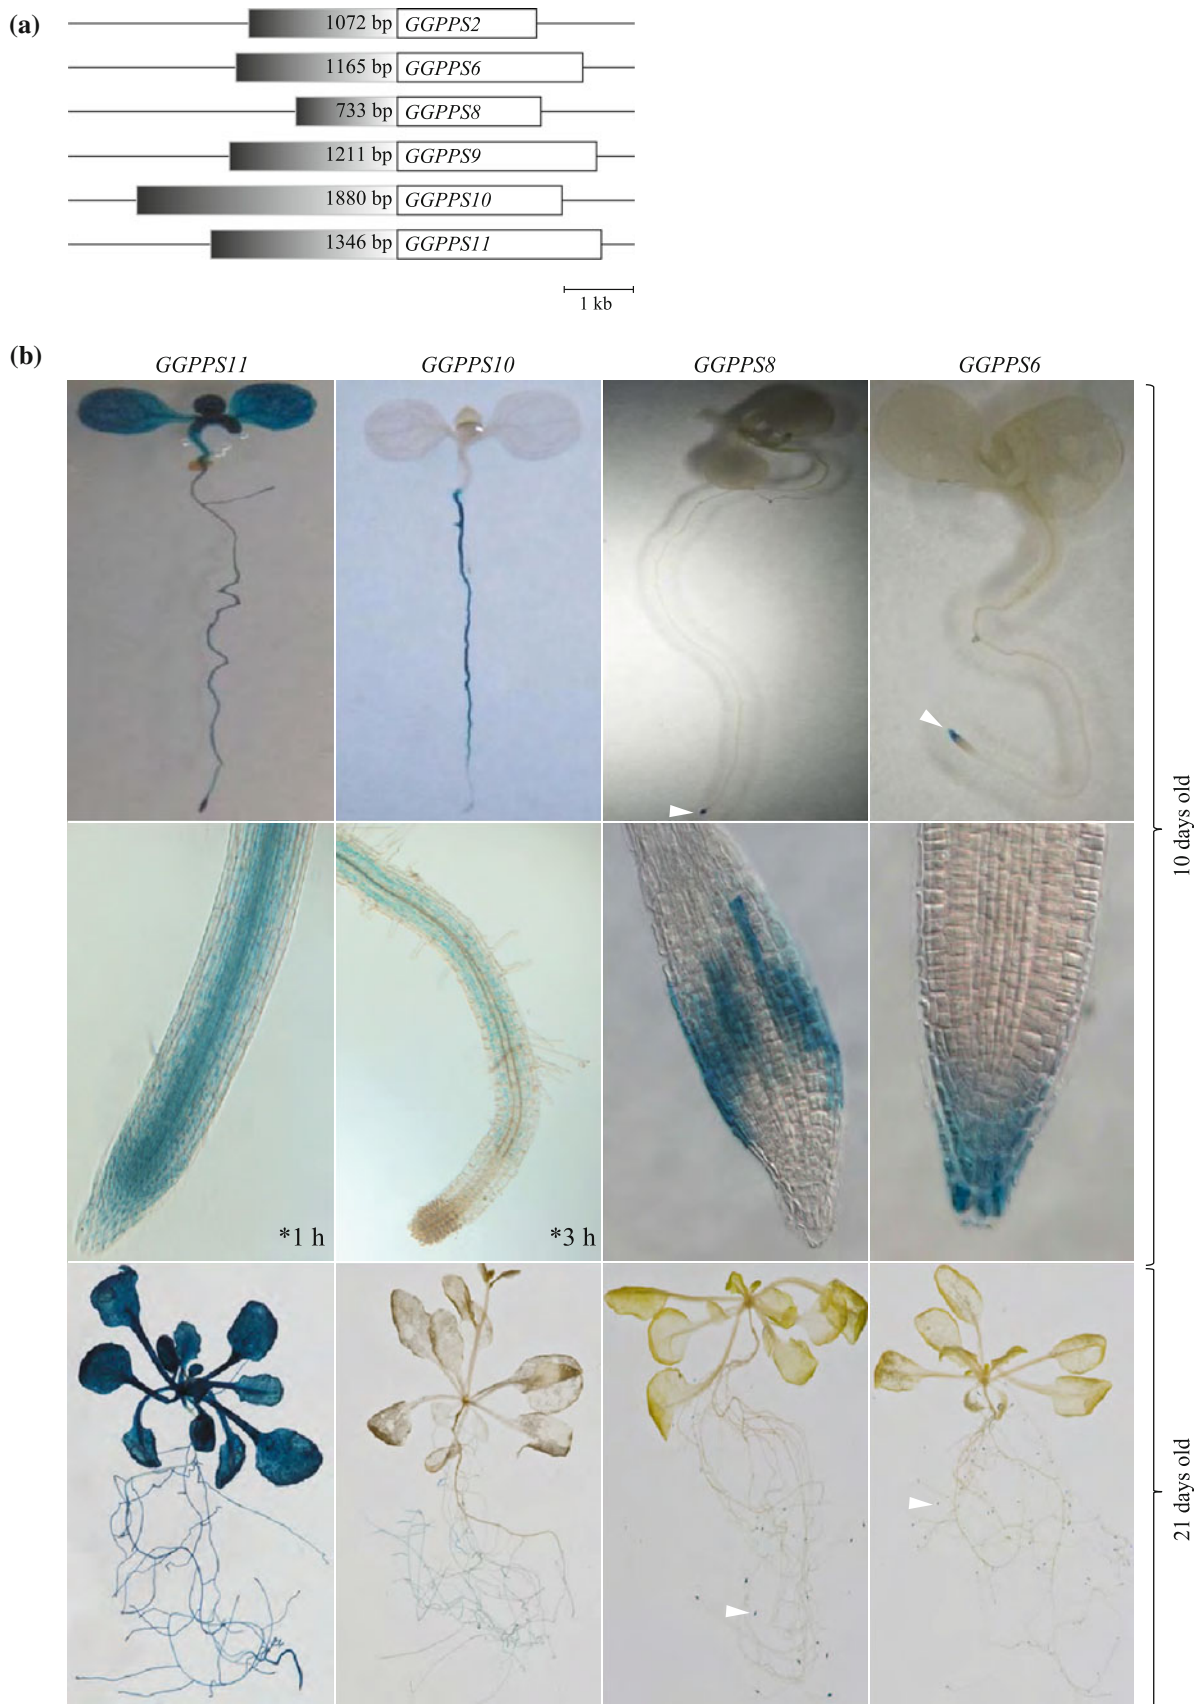 (a)
1072 bp GGPPS2
1165 bp GGPPS6
733 bp GGPPS8
1211 bp GGPPS9
1880 bp GGPPS10
1346 bp GGPPS11
1 kb
(b)
GGPPS11 GGPPS10 GGPPS8 GGPPS6
10 days old
*1 h *3 h
21 days old